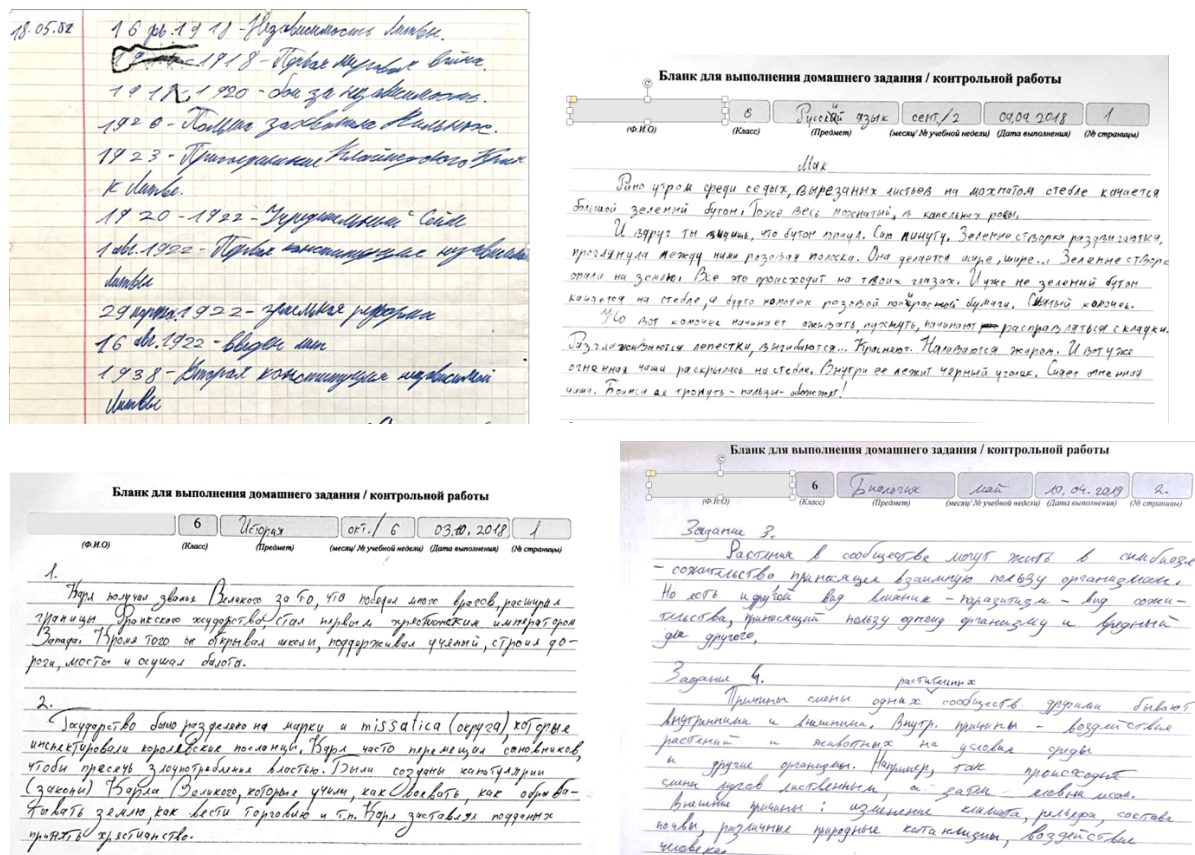 18.05.82
16 фв. 1918 - Независимость Литвы.
1918 - Первая мировая война.
1918 - 1920 - бои за независимость.
1920 - Польша захватила Вильнюс.
1923 - Присоединение Клайпедского Края
к Литве.
1920 - 1922 - Учредительный Сейм
1 авг. 1922 - Первая конституция независимой
Литвы
29 марта 1922 - земельная реформа
16 авг. 1922 - введен лит
1938 - Вторая конституция независимой
Литвы
Бланк для выполнения домашнего задания / контрольной работы
6 Русский язык сент./2 04.09.2018 1
(Ф.И.О) (Класс) (Предмет) (месяц/ № учебной недели) (Дата выполнения) (№ страницы)
Мак
Рано утром среди седых, вырезаных листьев на мохнатом стебле качается
большой зеленый бутон. Тоже весь мохнатый, в капельках росы.
И вдруг ты видишь, что бутон лопнул. Сию минуту. Зеленые створки раздвигаються,
проглянула между ними розовая полоска. Она делается шире, шире... Зеленые створки
опали на землю. Все это происходит на твоих глазах. И уже не зеленый бутон
качается на стебле, а будто комочек розовой папиросной бумаги. Смятый комочек.
Но вот комочек начинает оживать, пухнуть, начинают расправляться складки.
Разглаживаются лепестки, выгибаются... Краснеют. Наливаются жаром. И вот уже
огненная чаша раскрылась на стебле. Внутри ее лежит черный уголек. Сияет огненная
чаша. Боишься ее тронуть - пальцы обожжет!
Бланк для выполнения домашнего задания / контрольной работы
6 История окт./ 6 03.10.2018 1
(Ф.И.О) (Класс) (Предмет) (месяц/ № учебной недели) (Дата выполнения) (№ страницы)
1.
Карл получил званье Великого за то, что победил много врагов, расширил
границы Франкского государства, стал первым христианским императором
Запада. Кроме того он открывал школы, поддерживал учёный, строил до-
роги, мосты и осушал балота.
2.
Государство было разделено на марки и missatica (округа), которые
инспектировали королевские посланци. Карл часто перемещал сановников,
чтобы пресечь злоупотребленье властью. Были созданы капитулярии
(законы) Карла Великого, которые учили, как воевать, как обраба-
тывать землю, как вести торговлю и т.п. Карл заставлял подданых
принять христианство.
Бланк для выполнения домашнего задания / контрольной работы
6 Биология май 10.04.2019 2.
(Ф.И.О) (Класс) (Предмет) (месяц/ № учебной недели) (Дата выполнения) (№ страницы)
Задание 3.
Растения в сообществе могут жить в симбиозе
- сожительство приносящее взаимную пользу организмам.
Но есть и другой вид влияния - паразитизм - вид сожи-
тельства, приносящий пользу одному организму и вредный
для другого.
Задание 4.
растительных
Причины смены одних сообществ другими бывают
внутренними и внешними. Внутр. причины - воздействие
растений и животных на условия среды
и другие организмы. Например, так происходит
смена лугов лиственным, а затем еловым лесом.
Внешние причины: изменение климата, рельефа, состава
почвы, различные природные катаклизмы, воздействие
человека.